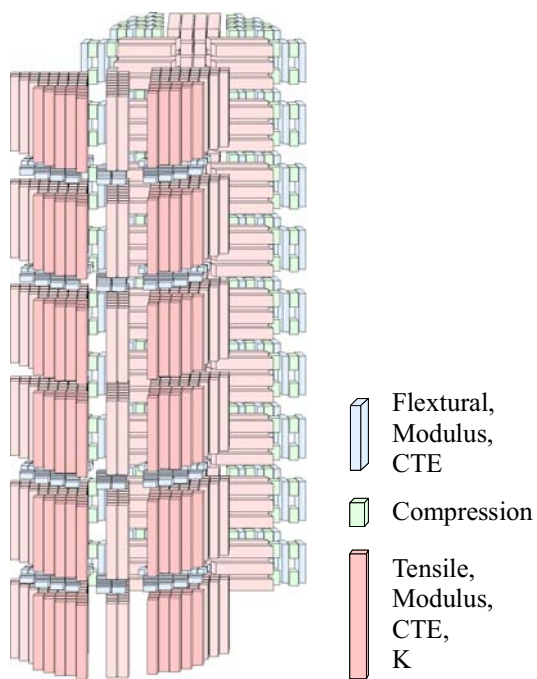 Flextural,
Modulus,
CTE
Compression
Tensile,
Modulus,
CTE,
K